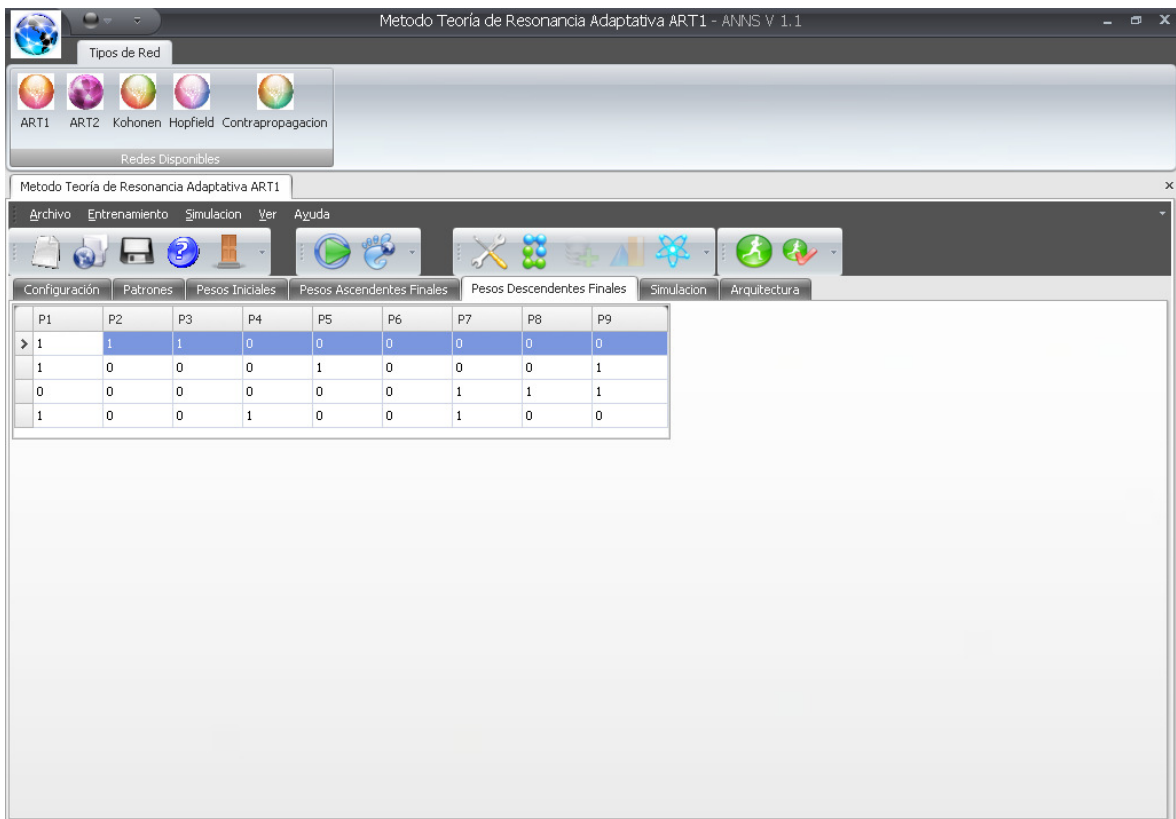 Metodo Teoría de Resonancia Adaptativa ART1 - ANNS V 1.1
Tipos de Red
ART1 ART2 Kohonen Hopfield Contrapropagacion
Redes Disponibles
Metodo Teoría de Resonancia Adaptativa ART1
Archivo Entrenamiento Simulacion Ver Ayuda
Configuración Patrones Pesos Iniciales Pesos Ascendentes Finales Pesos Descendentes Finales Simulacion Arquitectura
P1 P2 P3 P4 P5 P6 P7 P8 P9
1 1 1 0 0 0 0 0 0
1 0 0 0 1 0 0 0 1
0 0 0 0 0 0 1 1 1
1 0 0 1 0 0 1 0 0